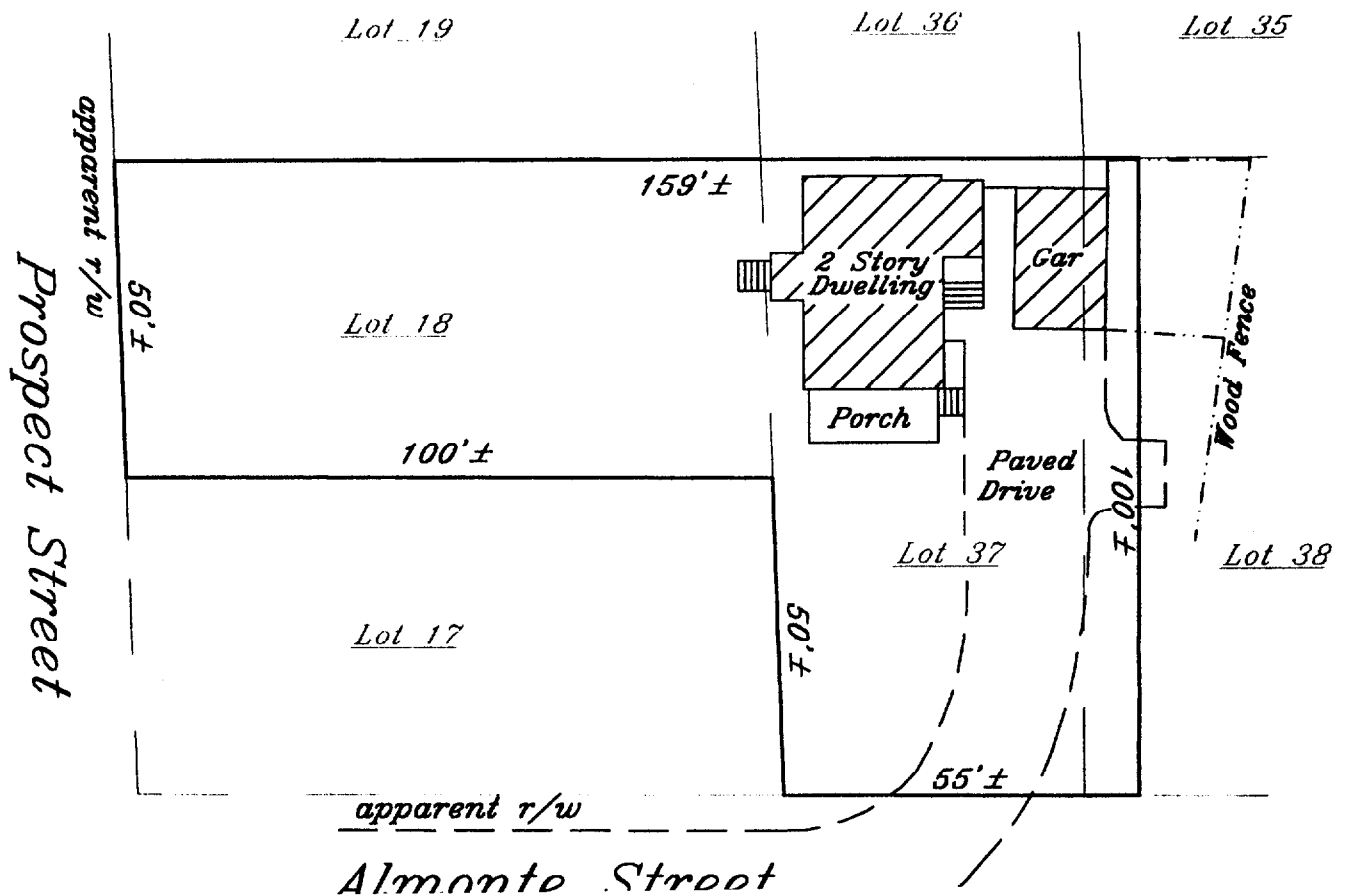 Lot 19
Lot 36
Lot 35
apparent r/w
159'±
50'±
2 Story
Dwelling
Gar
Wood Fence
Prospect Street
Lot 18
Porch
100'±
Paved
Drive
100'±
Lot 37
Lot 38
Lot 17
50'±
55'±
apparent r/w
Almonte Street